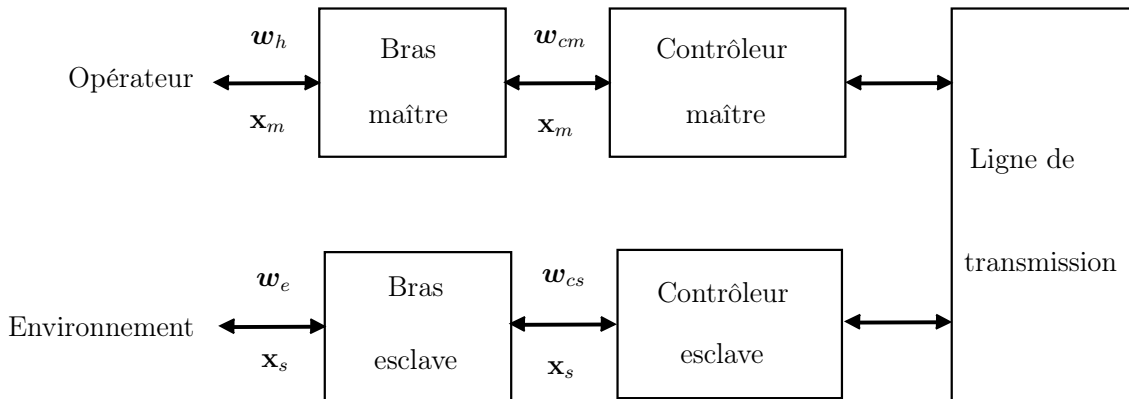 w_h
Opérateur
x_m
Bras
maître
w_cm
x_m
Contrôleur
maître
Ligne de
transmission
w_e
Environnement
x_s
Bras
esclave
w_cs
x_s
Contrôleur
esclave